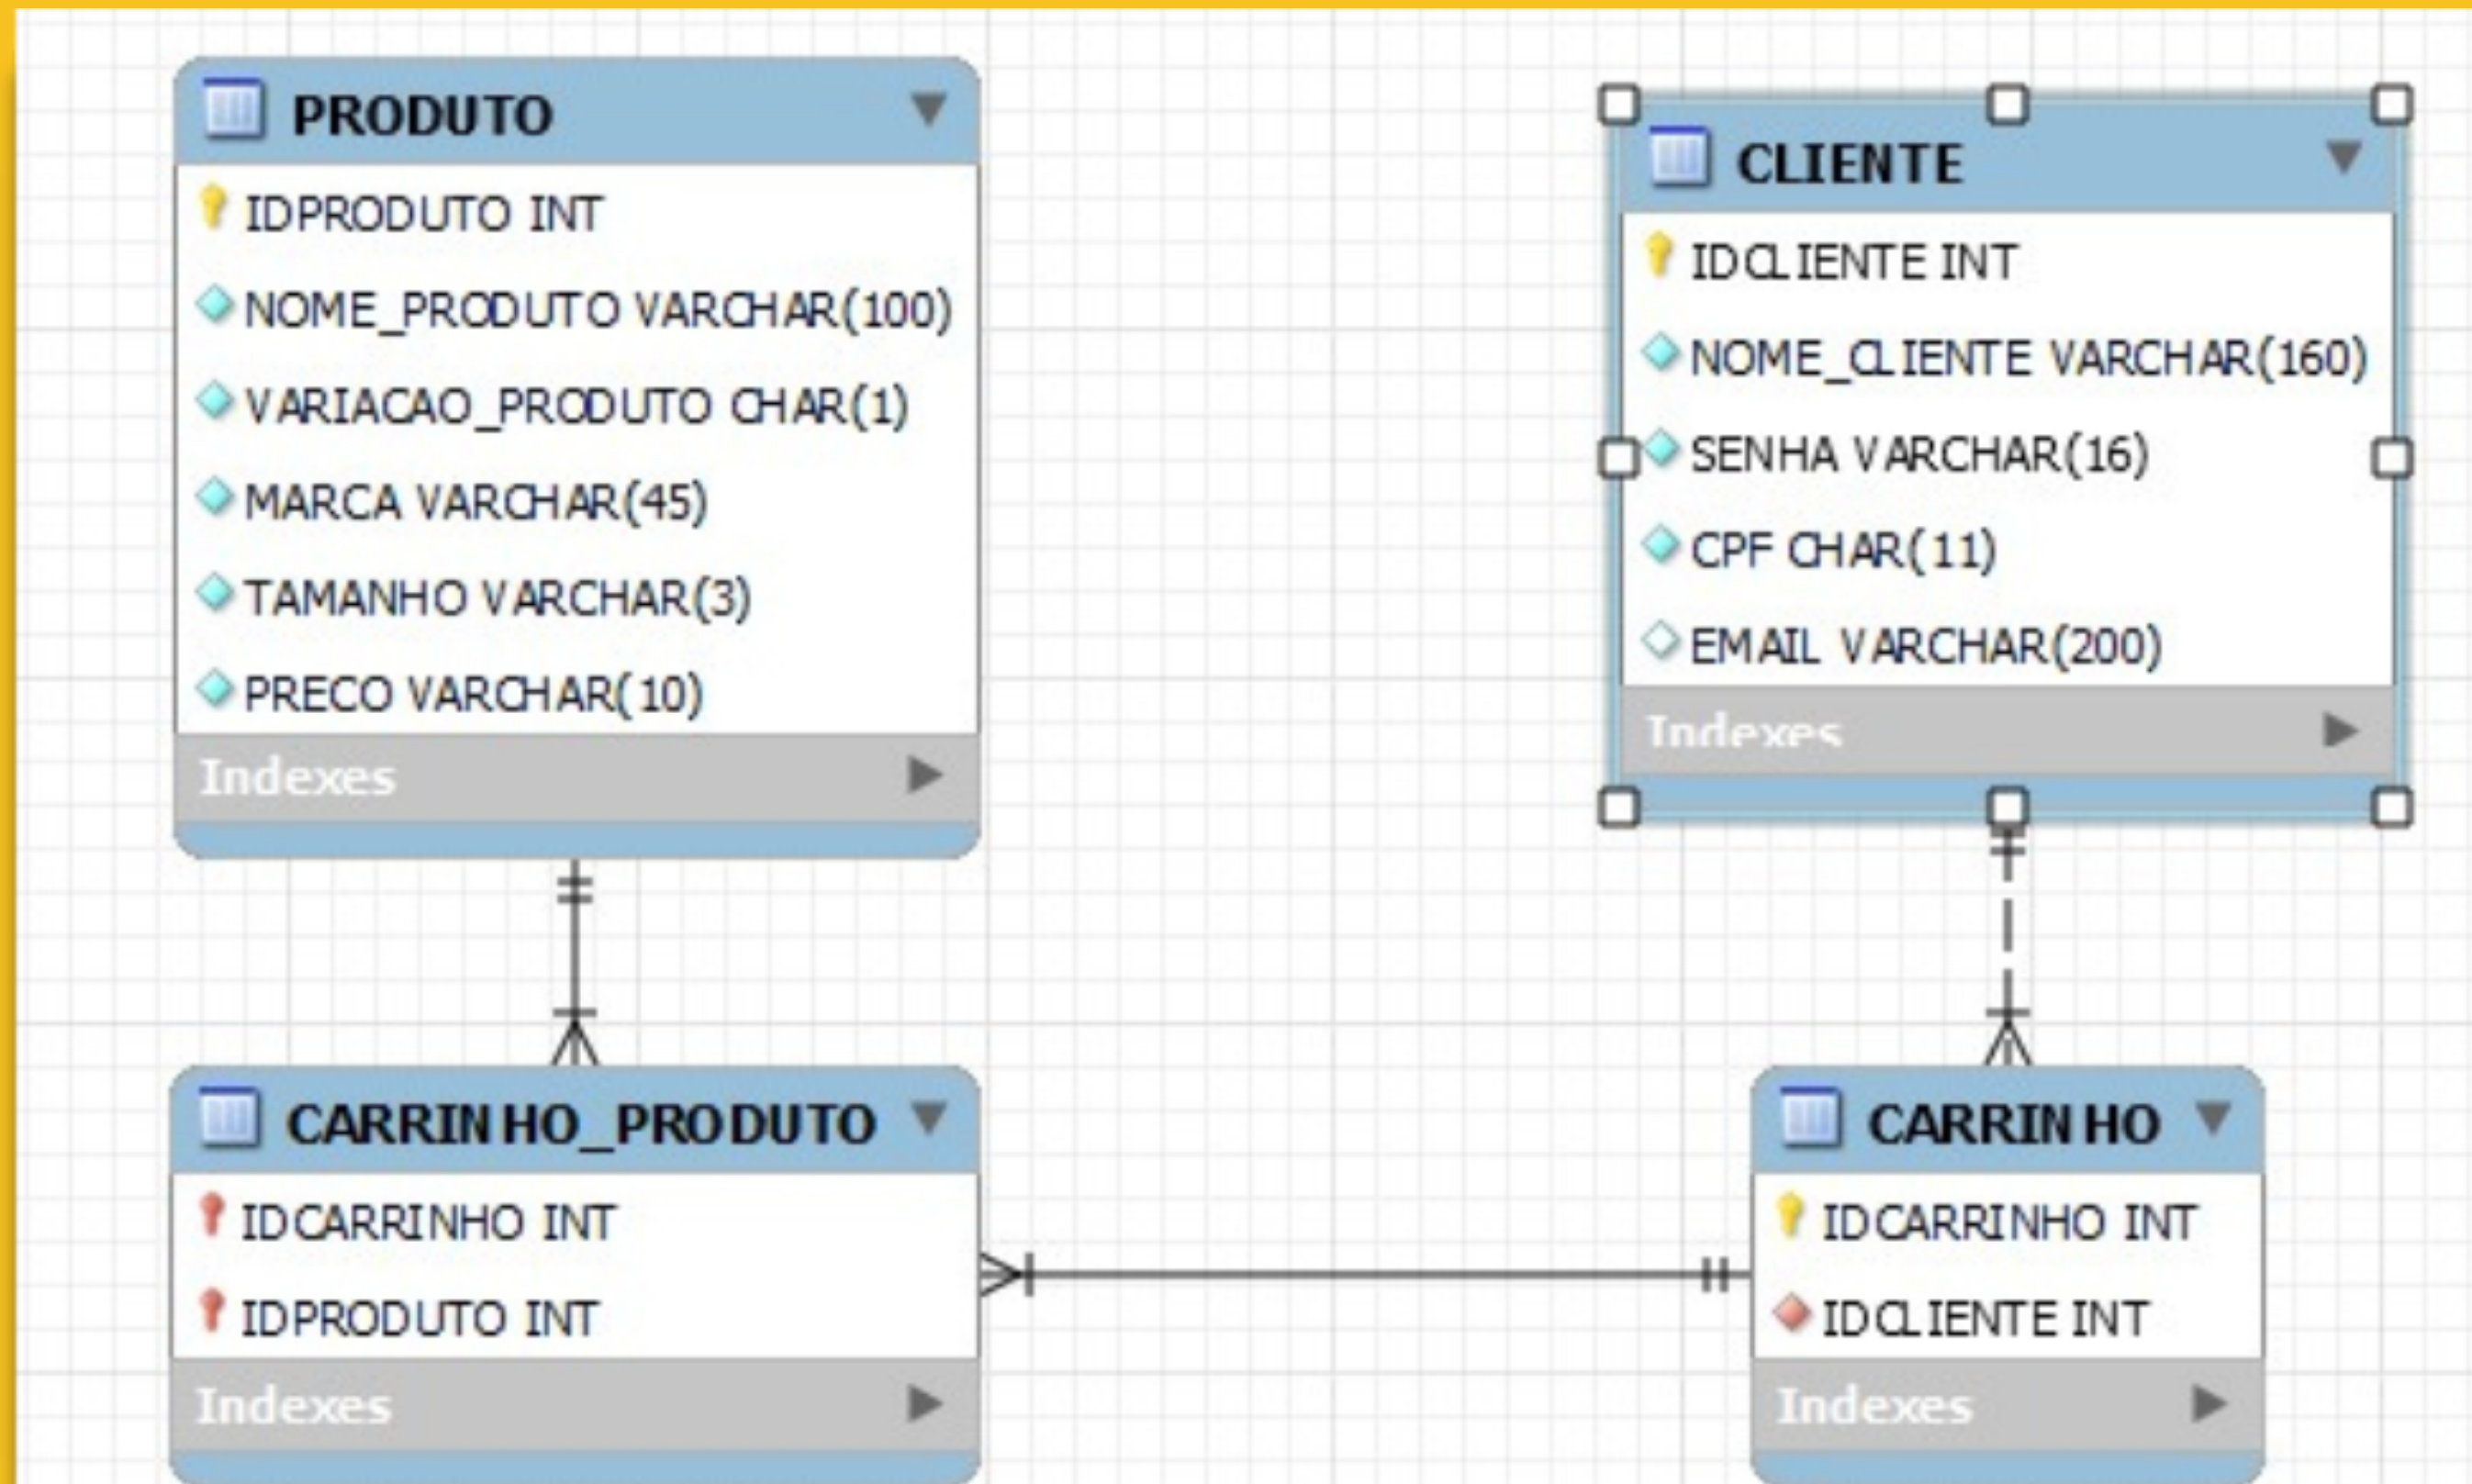 PRODUTO
IDPRODUTO INT
NOME_PRODUTO VARCHAR(100)
VARIACAO_PRODUTO CHAR(1)
MARCA VARCHAR(45)
TAMANHO VARCHAR(3)
PRECO VARCHAR(10)
Indexes
CLIENTE
IDCLIENTE INT
NOME_CLIENTE VARCHAR(160)
SENHA VARCHAR(16)
CPF CHAR(11)
EMAIL VARCHAR(200)
Indexes
CARRINHO_PRODUTO
IDCARRINHO INT
IDPRODUTO INT
Indexes
CARRINHO
IDCARRINHO INT
IDCLIENTE INT
Indexes